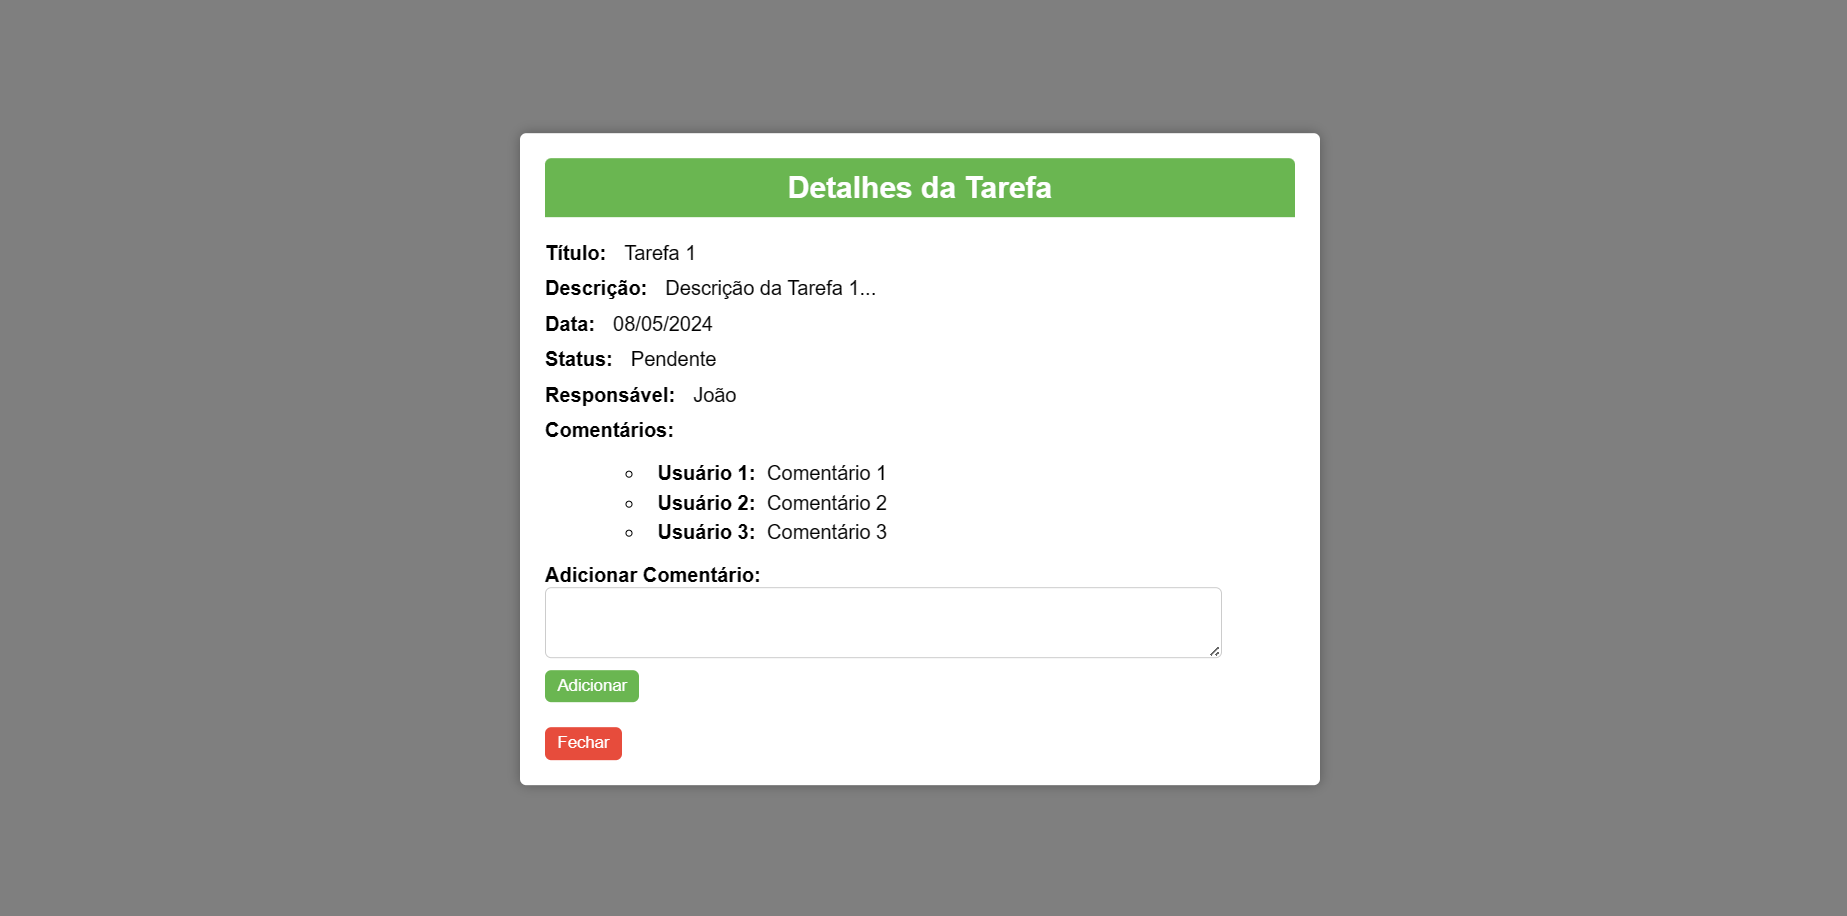 Detalhes da Tarefa
Título: Tarefa 1
Descrição: Descrição da Tarefa 1...
Data: 08/05/2024
Status: Pendente
Responsável: João
Comentários:
Usuário 1: Comentário 1
Usuário 2: Comentário 2
Usuário 3: Comentário 3
Adicionar Comentário:
Adicionar
Fechar